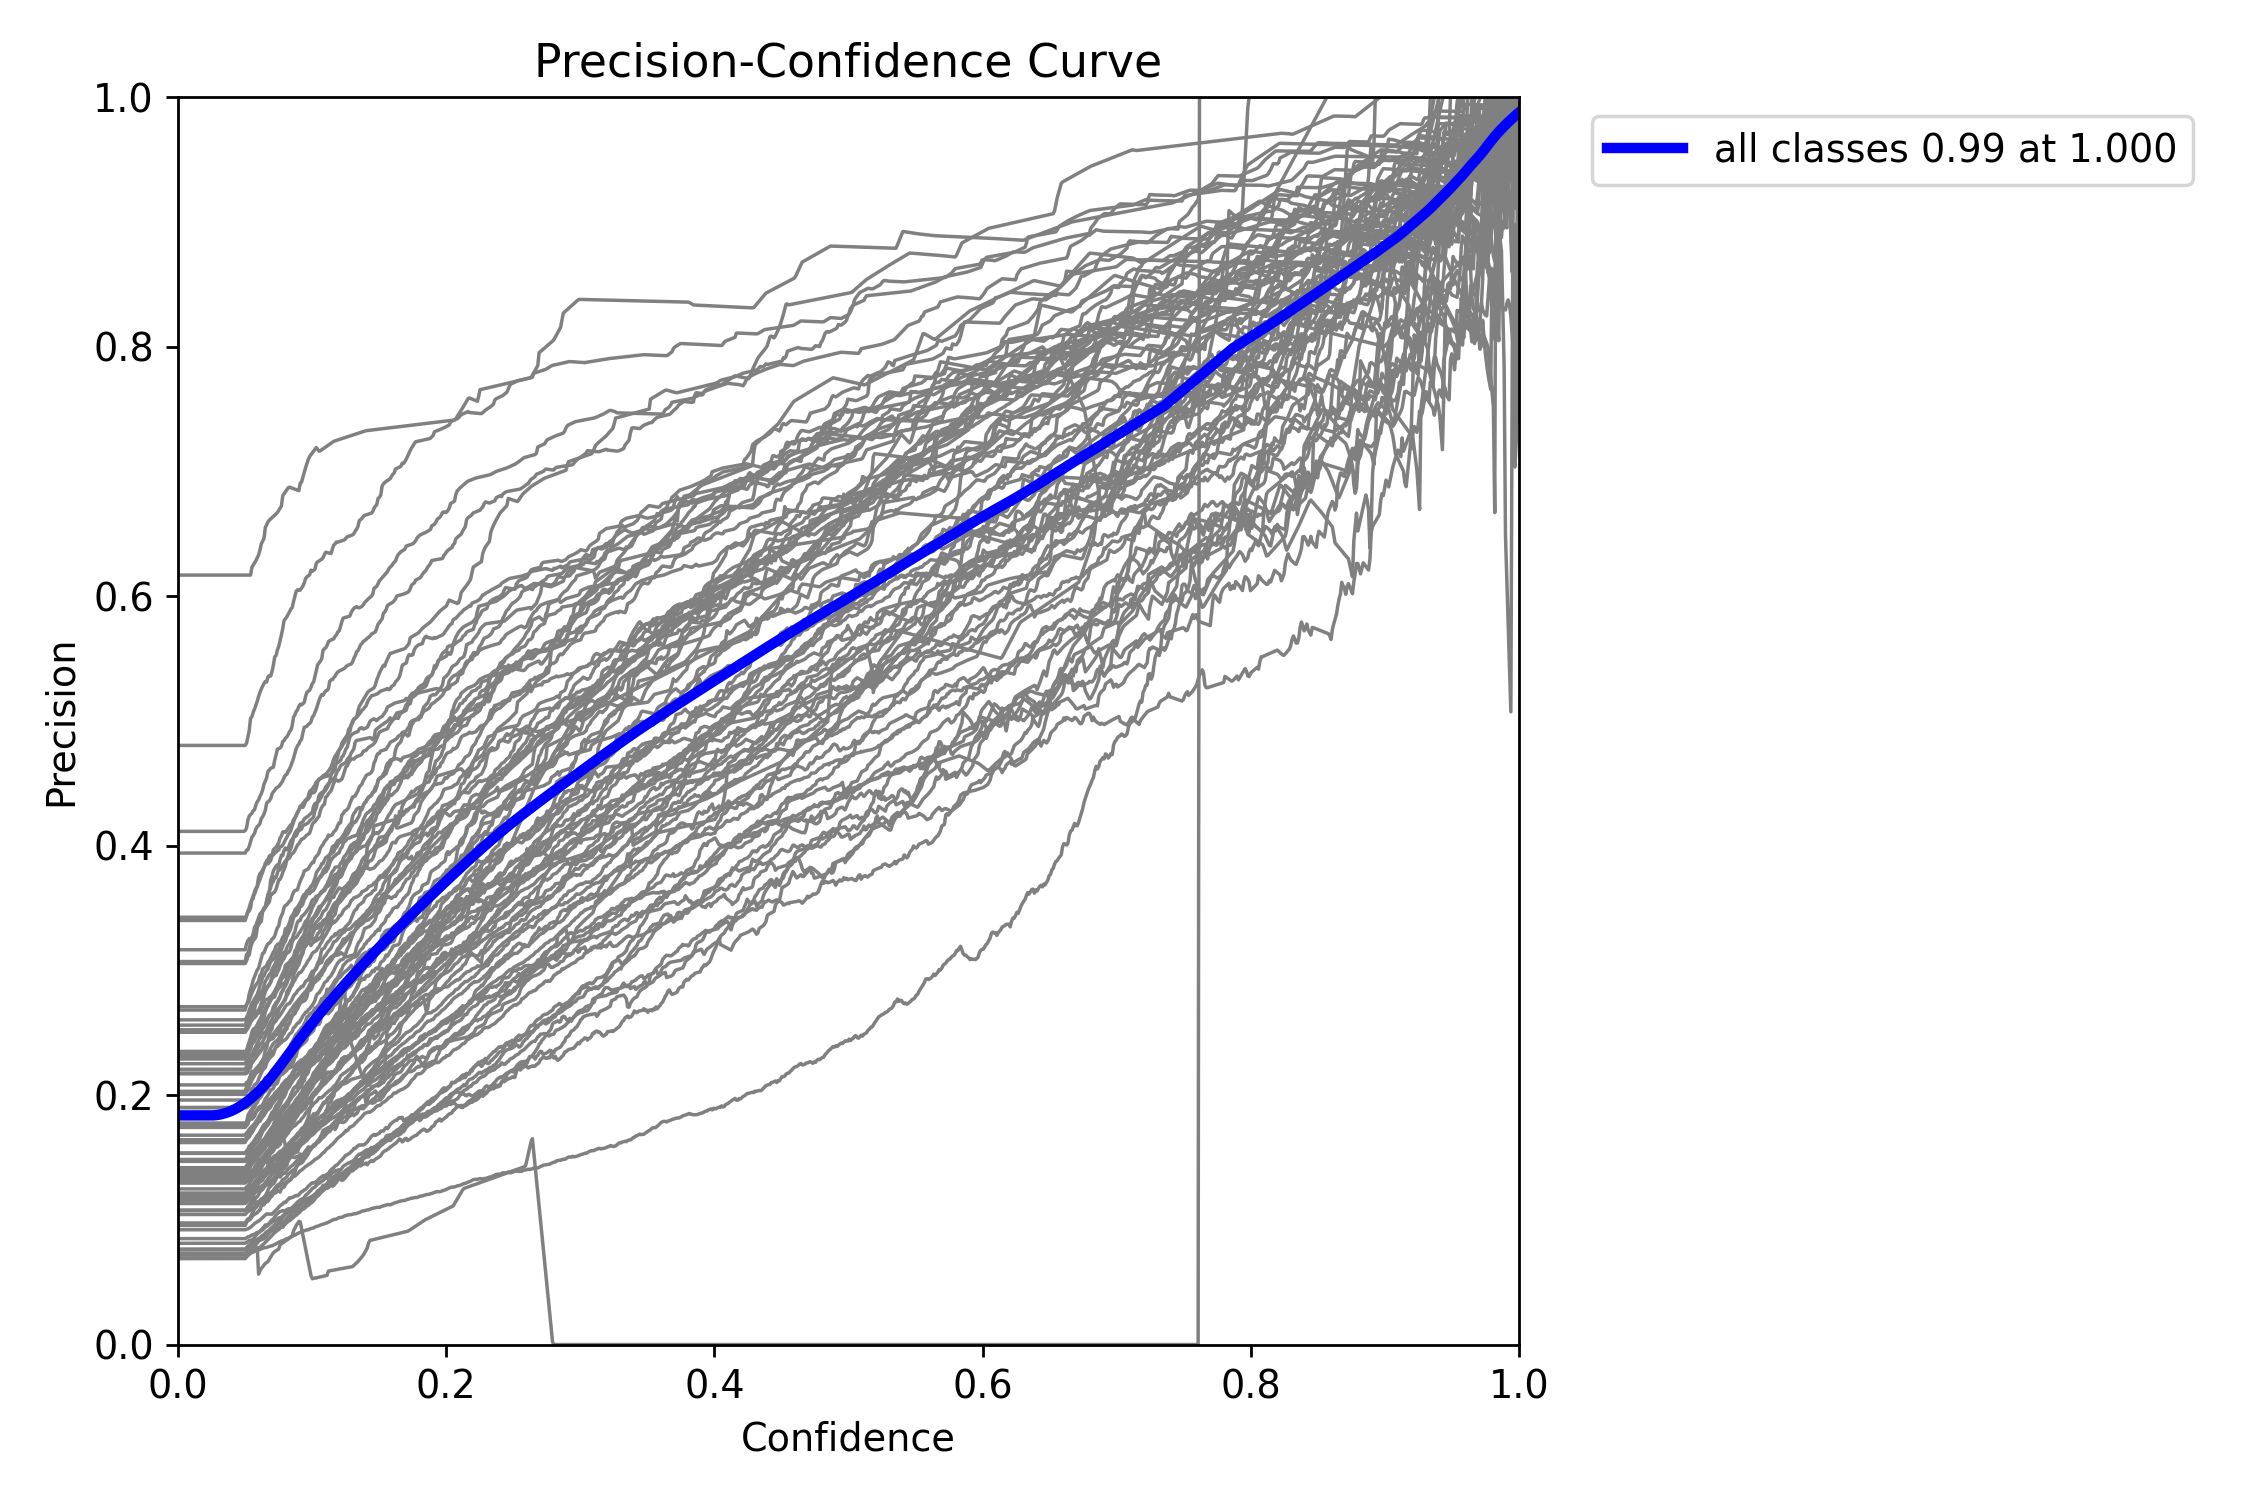 Precision-Confidence Curve
all classes 0.99 at 1.000
Precision
1.0
0.8
0.6
0.4
0.2
0.0
0.0 0.2 0.4 0.6 0.8 1.0
Confidence